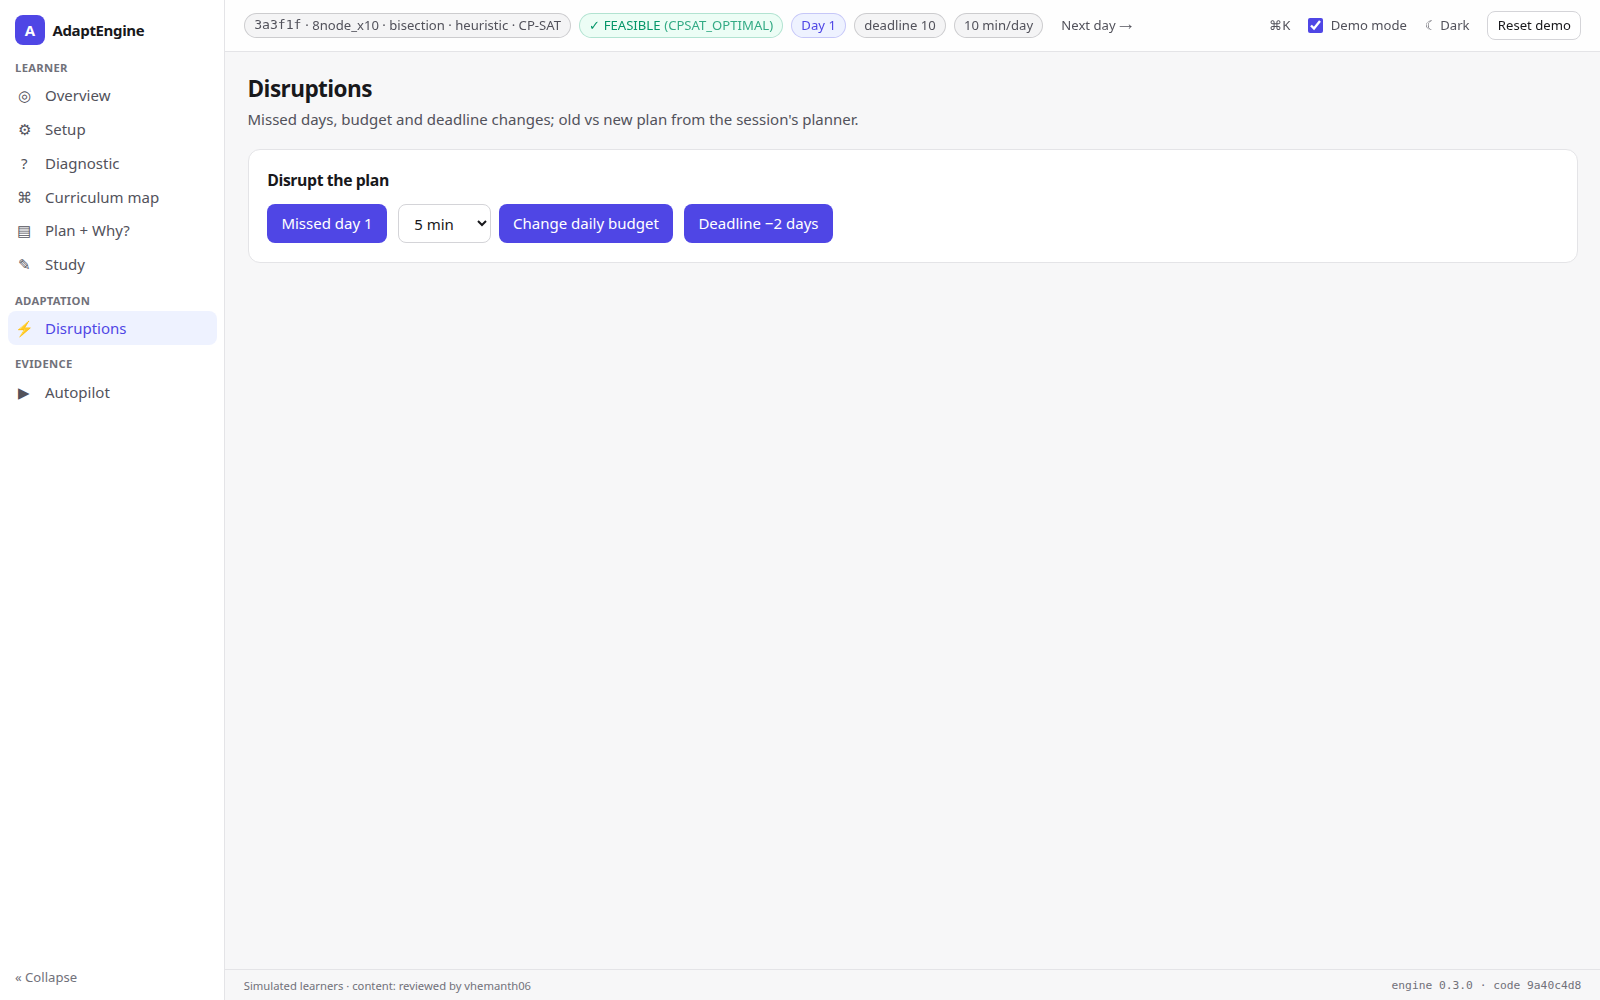 A AdaptEngine
LEARNER
◎ Overview
⚙ Setup
? Diagnostic
⌘ Curriculum map
▤ Plan + Why?
✎ Study
ADAPTATION
⚡ Disruptions
EVIDENCE
▶ Autopilot
« Collapse
3a3f1f · 8node_x10 · bisection · heuristic · CP-SAT
✓ FEASIBLE (CPSAT_OPTIMAL)
Day 1
deadline 10
10 min/day
Next day →
⌘K
Demo mode
☾ Dark
Reset demo
Disruptions
Missed days, budget and deadline changes; old vs new plan from the session's planner.
Disrupt the plan
Missed day 1
5 min
Change daily budget
Deadline −2 days
Simulated learners · content: reviewed by vhemanth06
engine 0.3.0 · code 9a40c4d8